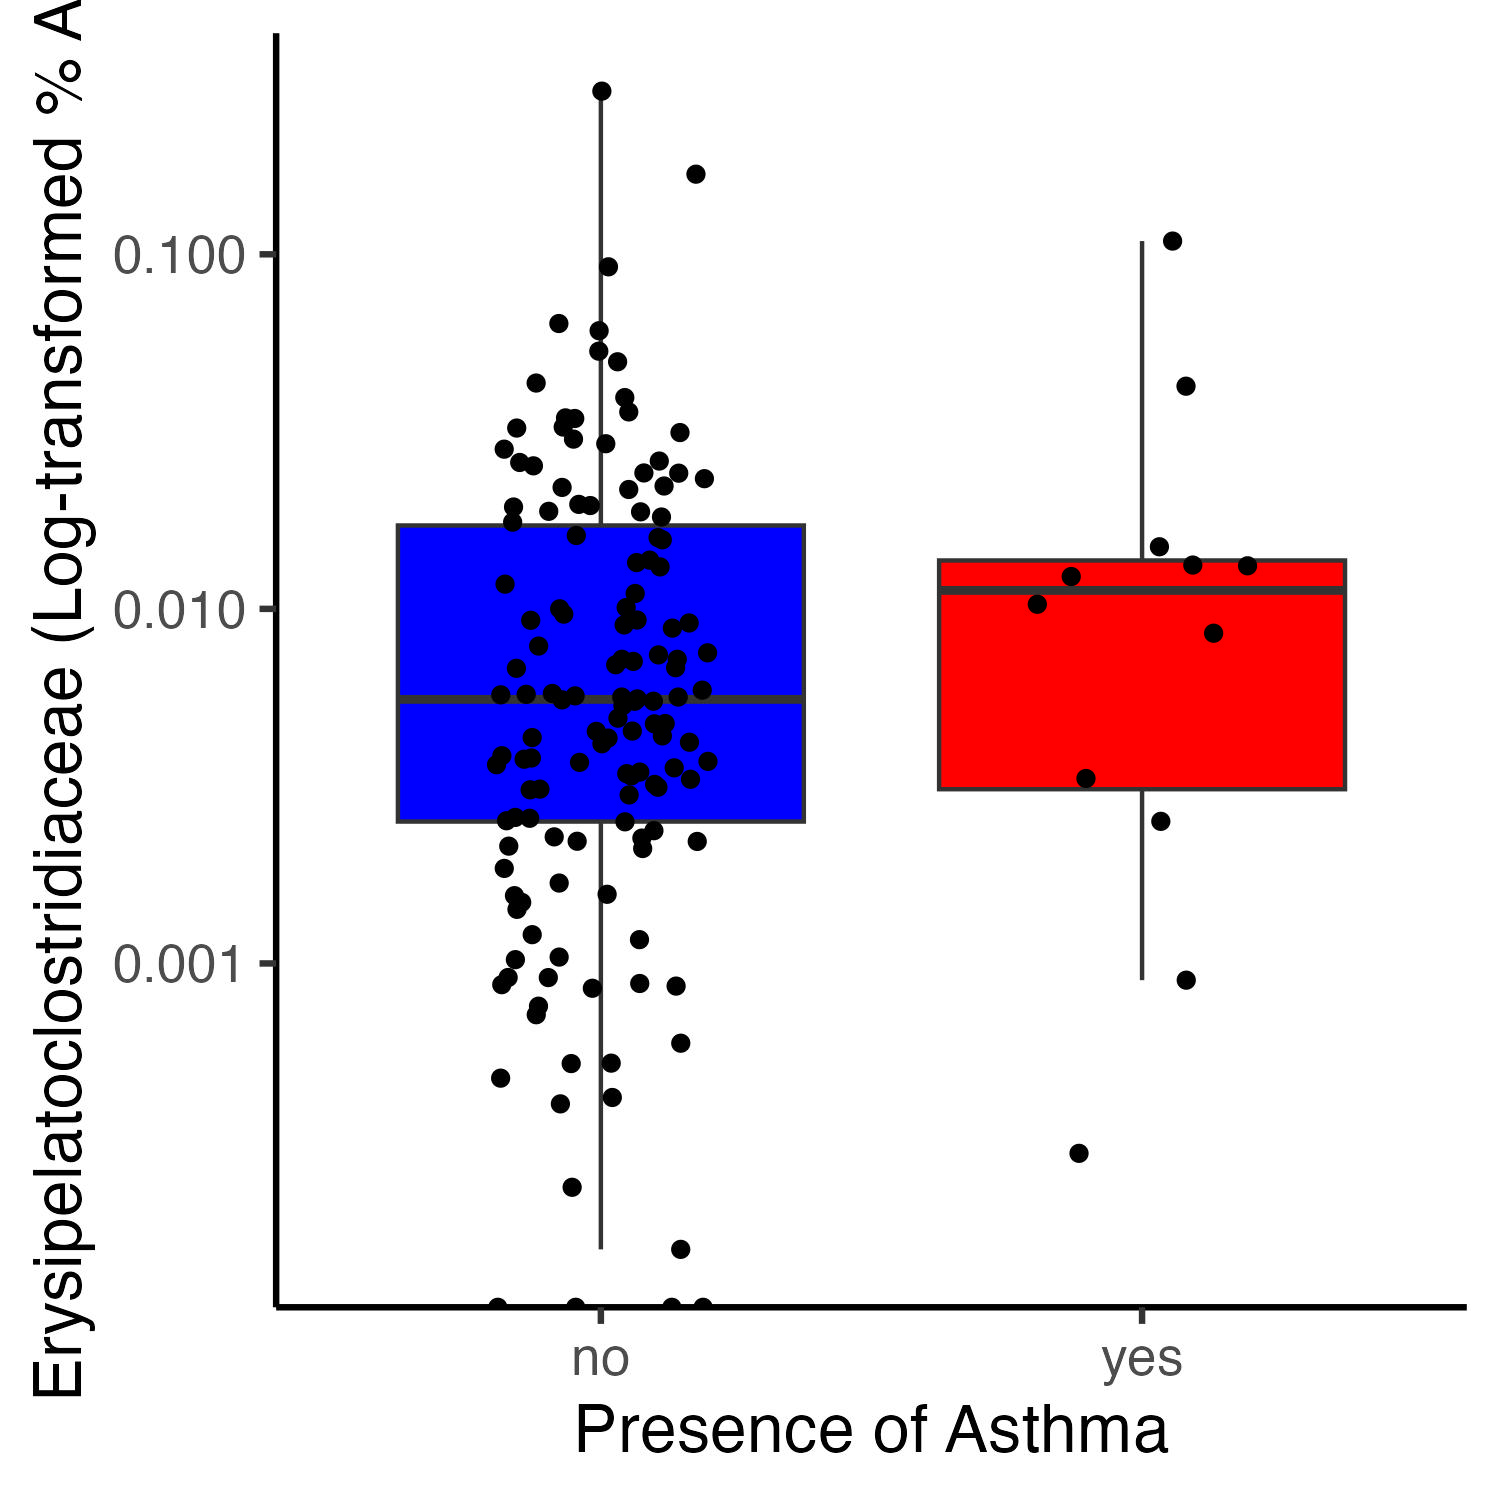 Erysipelatoclostridiaceae (Log-transformed % A
0.100
0.010
0.001
no yes
Presence of Asthma